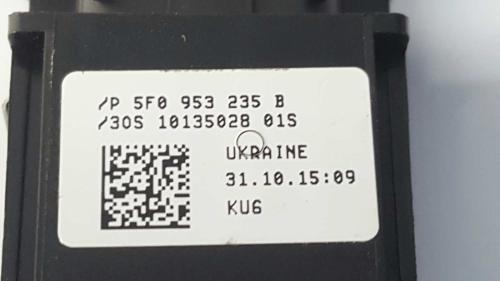 /P 5F0 953 235 B
/30S 10135028 01S
UKRAINE
31.10.15:09
KU6